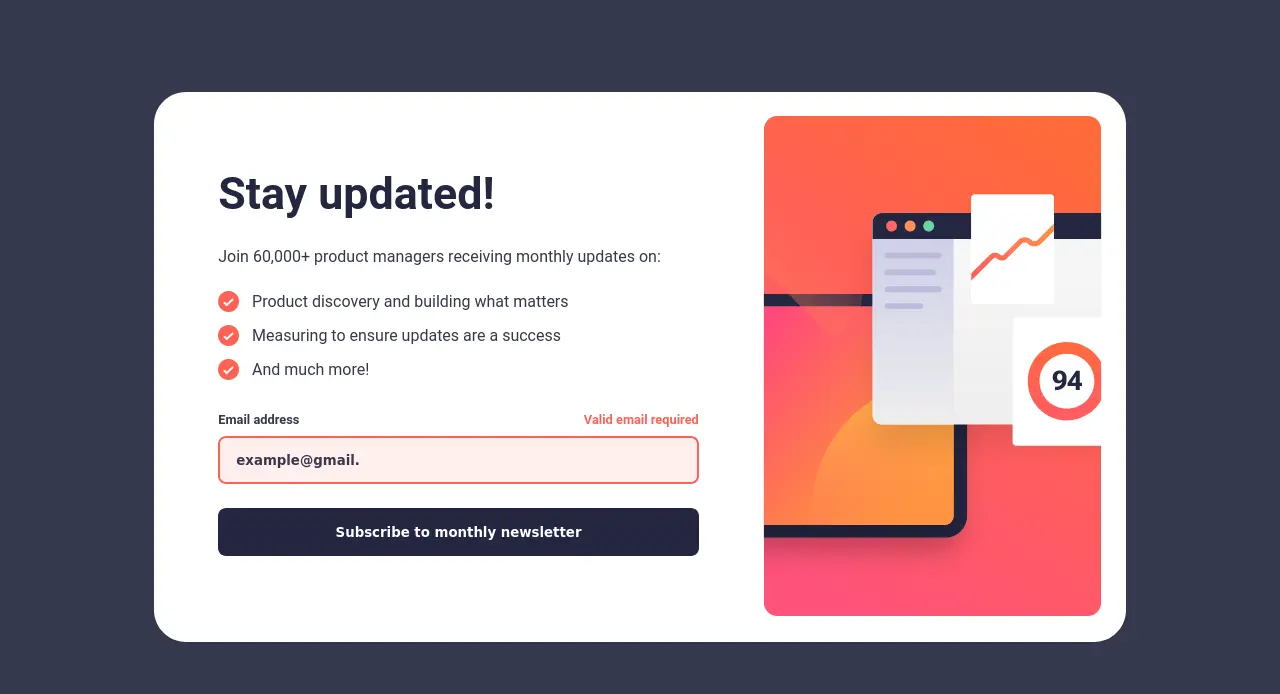 Stay updated!
Join 60,000+ product managers receiving monthly updates on:
Product discovery and building what matters
Measuring to ensure updates are a success
And much more!
Email address
Valid email required
example@gmail.
Subscribe to monthly newsletter
94